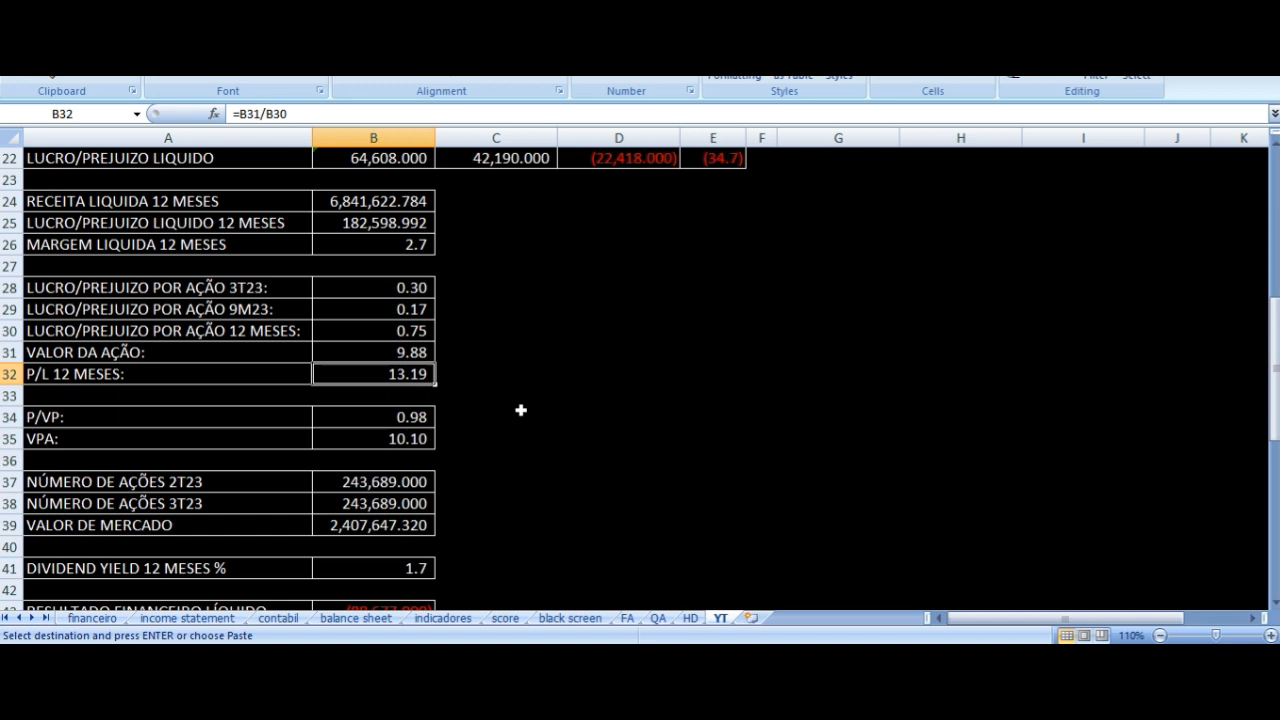 Clipboard Font Alignment Number Styles Cells Editing
B32 fx =B31/B30
A B C D E F G H I J K
22 LUCRO/PREJUIZO LIQUIDO 64,608.000 42,190.000 (22,418.000) (34.7)
23
24 RECEITA LIQUIDA 12 MESES 6,841,622.784
25 LUCRO/PREJUIZO LIQUIDO 12 MESES 182,598.992
26 MARGEM LIQUIDA 12 MESES 2.7
27
28 LUCRO/PREJUIZO POR AÇÃO 3T23: 0.30
29 LUCRO/PREJUIZO POR AÇÃO 9M23: 0.17
30 LUCRO/PREJUIZO POR AÇÃO 12 MESES: 0.75
31 VALOR DA AÇÃO: 9.88
32 P/L 12 MESES: 13.19
33
34 P/VP: 0.98
35 VPA: 10.10
36
37 NÚMERO DE AÇÕES 2T23 243,689.000
38 NÚMERO DE AÇÕES 3T23 243,689.000
39 VALOR DE MERCADO 2,407,647.320
40
41 DIVIDEND YIELD 12 MESES % 1.7
42
RESULTADO FINANCEIRO LÍQUIDO
financeiro income statement contabil balance sheet indicadores score black screen FA QA HD YT
Select destination and press ENTER or choose Paste 110%